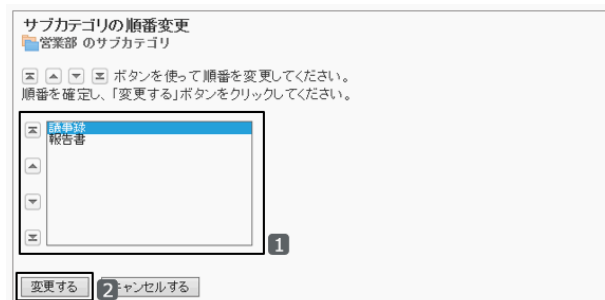 サブカテゴリの順番変更
営業部 のサブカテゴリ
ボタンを使って順番を変更してください。
順番を確定し、「変更する」ボタンをクリックしてください。
議事録
報告書
1
変更する
2
キャンセルする